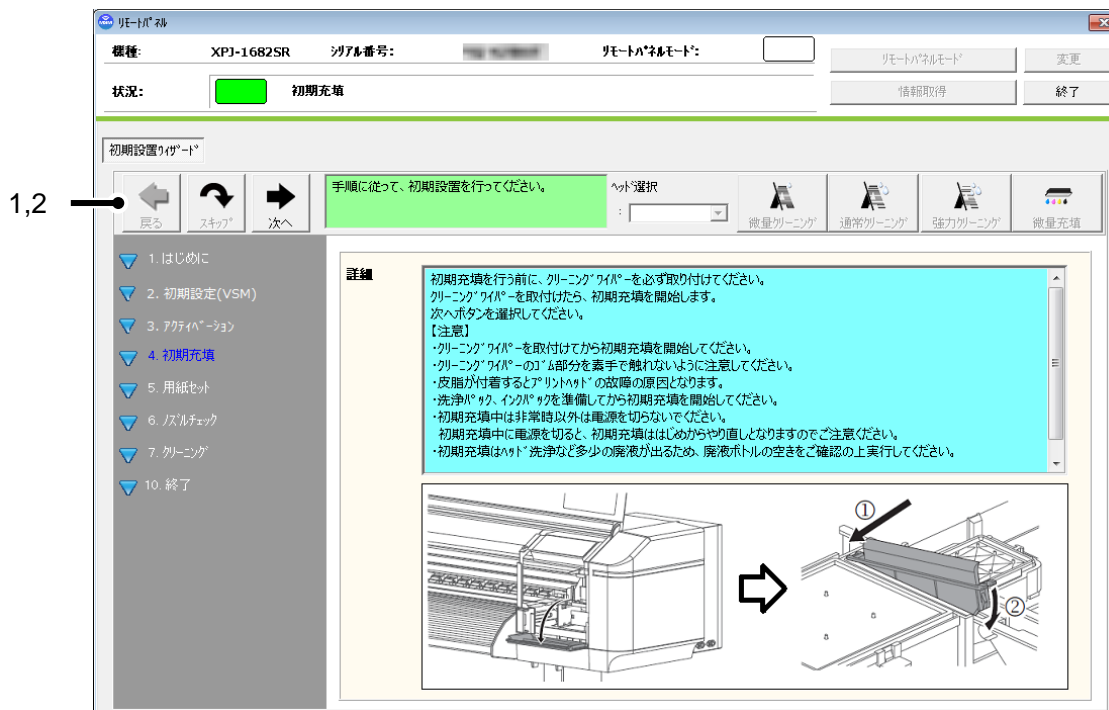 リモートパネル
機種: XPJ-1682SR シリアル番号: リモートパネルモード:
リモートパネルモード 変更
状況: 初期充填
情報取得 終了
初期設置ウィザード
1,2
戻る スキップ 次へ
手順に従って、初期設置を行ってください。
ヘッド選択
:
微量クリーニング 通常クリーニング 強力クリーニング 微量充填
1. はじめに
2. 初期設定(VSM)
3. アクティベーション
4. 初期充填
5. 用紙セット
6. ノズルチェック
7. クリーニング
10. 終了
詳細
初期充填を行う前に、クリーニングワイパーを必ず取り付けてください。
クリーニングワイパーを取付けたら、初期充填を開始します。
次へボタンを選択してください。
【注意】
・クリーニングワイパーを取付けてから初期充填を開始してください。
・クリーニングワイパーのゴム部分を素手で触れないように注意してください。
・皮脂が付着するとプリントヘッドの故障の原因となります。
・洗浄パック、インクパックを準備してから初期充填を開始してください。
・初期充填中は非常時以外は電源を切らないでください。
初期充填中に電源を切ると、初期充填ははじめからやり直しとなりますのでご注意ください。
・初期充填はヘッド洗浄など多少の廃液が出るため、廃液ボトルの空きをご確認の上実行してください。
①
②